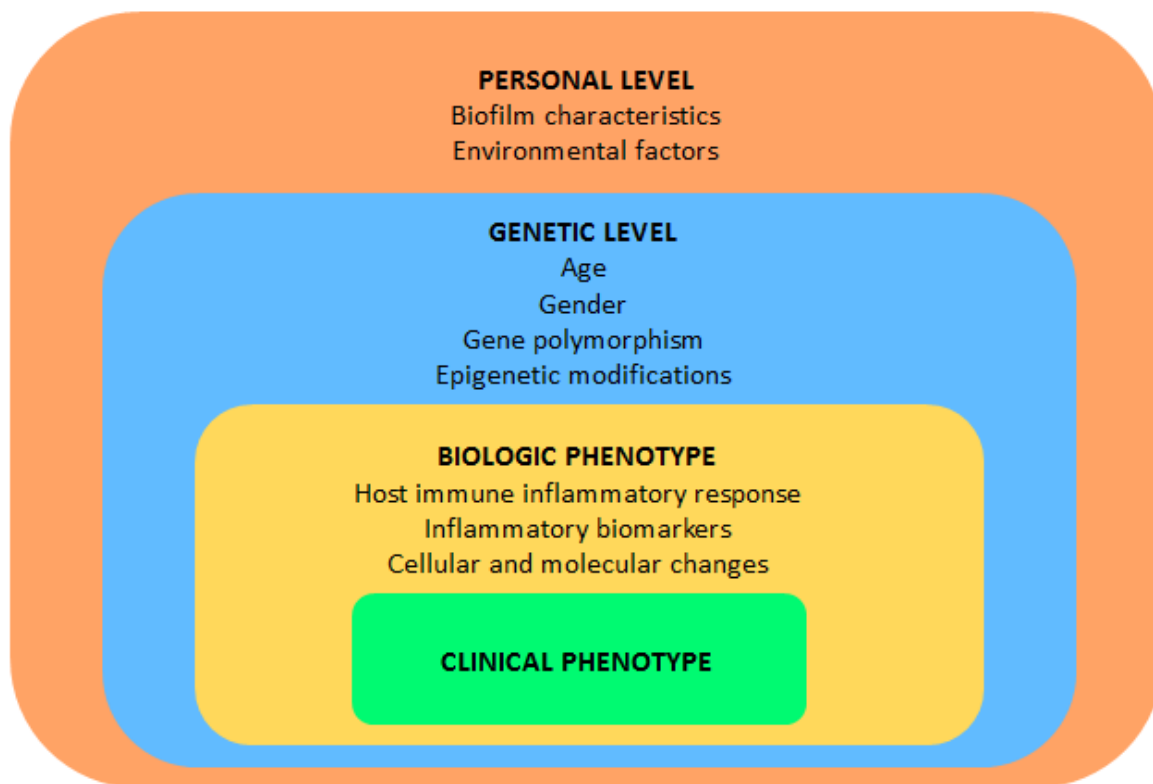 PERSONAL LEVEL
Biofilm characteristics
Environmental factors
GENETIC LEVEL
Age
Gender
Gene polymorphism
Epigenetic modifications
BIOLOGIC PHENOTYPE
Host immune inflammatory response
Inflammatory biomarkers
Cellular and molecular changes
CLINICAL PHENOTYPE